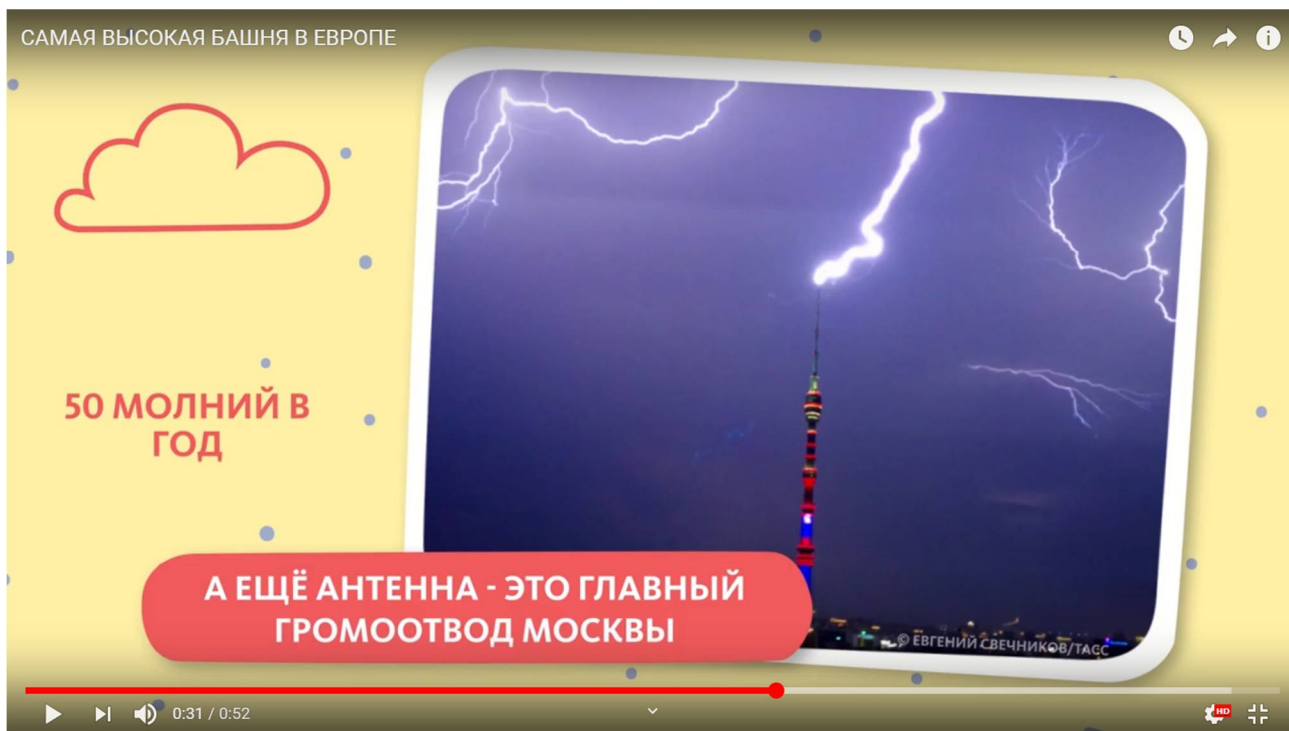 САМАЯ ВЫСОКАЯ БАШНЯ В ЕВРОПЕ
50 МОЛНИЙ В
ГОД
А ЕЩЁ АНТЕННА - ЭТО ГЛАВНЫЙ
ГРОМООТВОД МОСКВЫ
© ЕВГЕНИЙ СВЕЧНИКОВ/ТАСС
0:31 / 0:52
HD